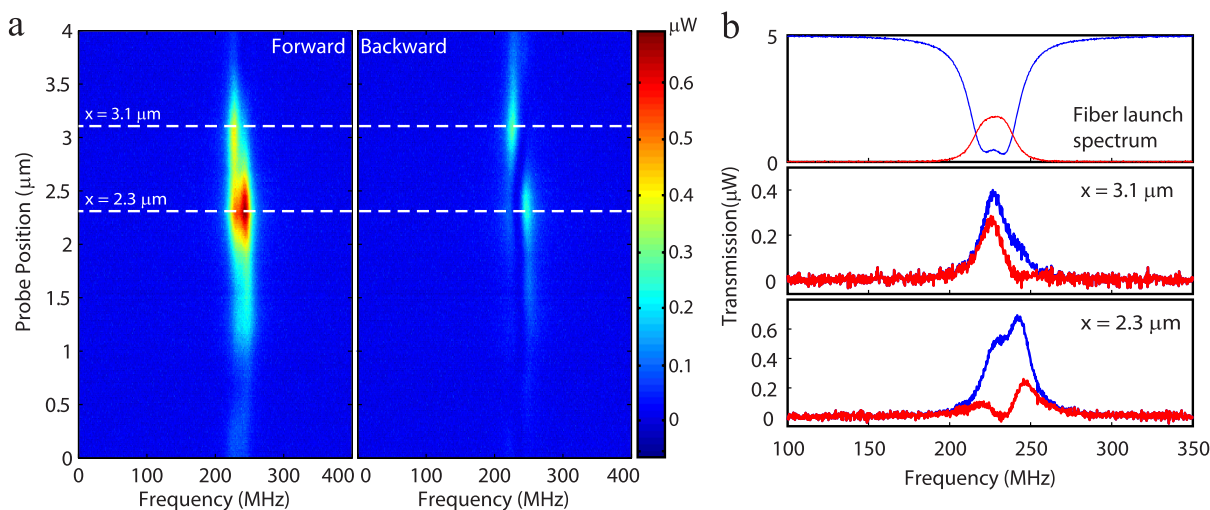 a
Forward
Backward
μW
4
3.5
3
2.5
2
1.5
1
0.5
0
Probe Position (μm)
x = 3.1 μm
x = 2.3 μm
0 100 200 300 400
0 100 200 300 400
Frequency (MHz)
Frequency (MHz)
0.6
0.5
0.4
0.3
0.2
0.1
0
b
5
0
Fiber launch
spectrum
0.4
0.2
0
x = 3.1 μm
Transmission(μW)
0.6
0.4
0.2
0
x = 2.3 μm
100 150 200 250 300 350
Frequency (MHz)